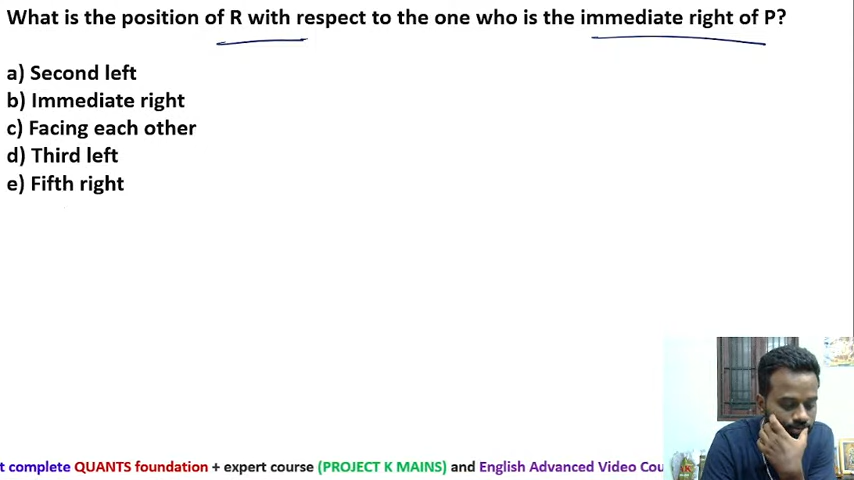 What is the position of R with respect to the one who is the immediate right of P?
a) Second left
b) Immediate right
c) Facing each other
d) Third left
e) Fifth right
t complete QUANTS foundation + expert course (PROJECT K MAINS) and English Advanced Video Cou